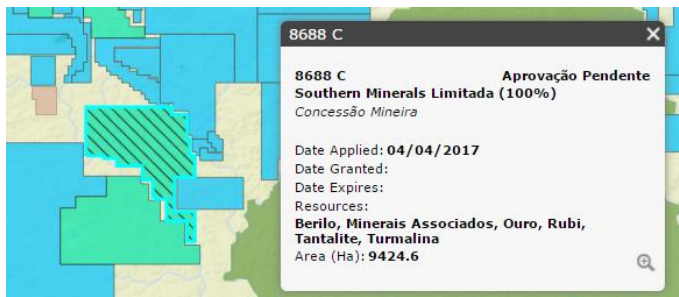 8688 C
8688 C Aprovação Pendente
Southern Minerals Limitada (100%)
Concessão Mineira
Date Applied: 04/04/2017
Date Granted:
Date Expires:
Resources:
Berilo, Minerais Associados, Ouro, Rubi,
Tantalite, Turmalina
Area (Ha): 9424.6